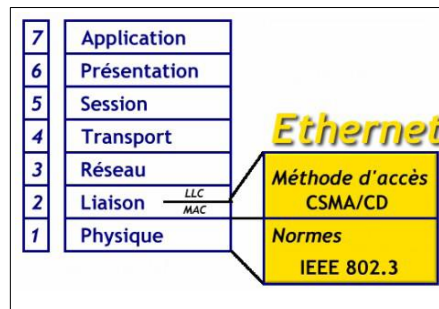 7 Application
6 Présentation
5 Session
4 Transport
3 Réseau
2 Liaison LLC
MAC
1 Physique
Ethernet
Méthode d'accès
CSMA/CD
Normes
IEEE 802.3